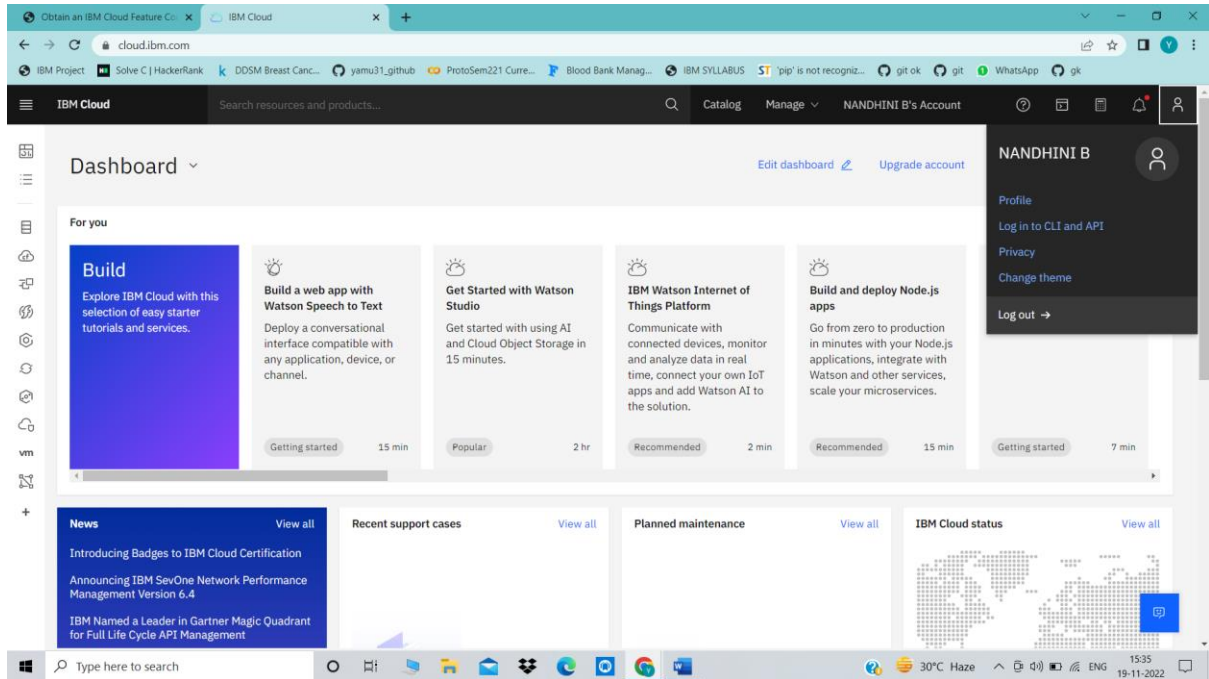 Obtain an IBM Cloud Feature Co
IBM Cloud
cloud.ibm.com
Y
IBM Project
Solve C | HackerRank
DDSM Breast Canc...
yamu31_github
ProtoSem221 Curre...
Blood Bank Manag...
IBM SYLLABUS
'pip' is not recogniz...
git ok
git
WhatsApp
gk
IBM Cloud
Search resources and products...
Catalog
Manage
NANDHINI B's Account
Dashboard
Edit dashboard
Upgrade account
NANDHINI B
Profile
Log in to CLI and API
Privacy
Change theme
Log out →
For you
Build
Explore IBM Cloud with this
selection of easy starter
tutorials and services.
Build a web app with
Watson Speech to Text
Deploy a conversational
interface compatible with
any application, device, or
channel.
Getting started
15 min
Get Started with Watson
Studio
Get started with using AI
and Cloud Object Storage in
15 minutes.
Popular
2 hr
IBM Watson Internet of
Things Platform
Communicate with
connected devices, monitor
and analyze data in real
time, connect your own IoT
apps and add Watson AI to
the solution.
Recommended
2 min
Build and deploy Node.js
apps
Go from zero to production
in minutes with your Node.js
applications, integrate with
Watson and other services,
scale your microservices.
Recommended
15 min
Getting started
7 min
vm
News
View all
Introducing Badges to IBM Cloud Certification
Announcing IBM SevOne Network Performance
Management Version 6.4
IBM Named a Leader in Gartner Magic Quadrant
for Full Life Cycle API Management
Recent support cases
View all
Planned maintenance
View all
IBM Cloud status
View all
Type here to search
30°C Haze
ENG
15:35
19-11-2022